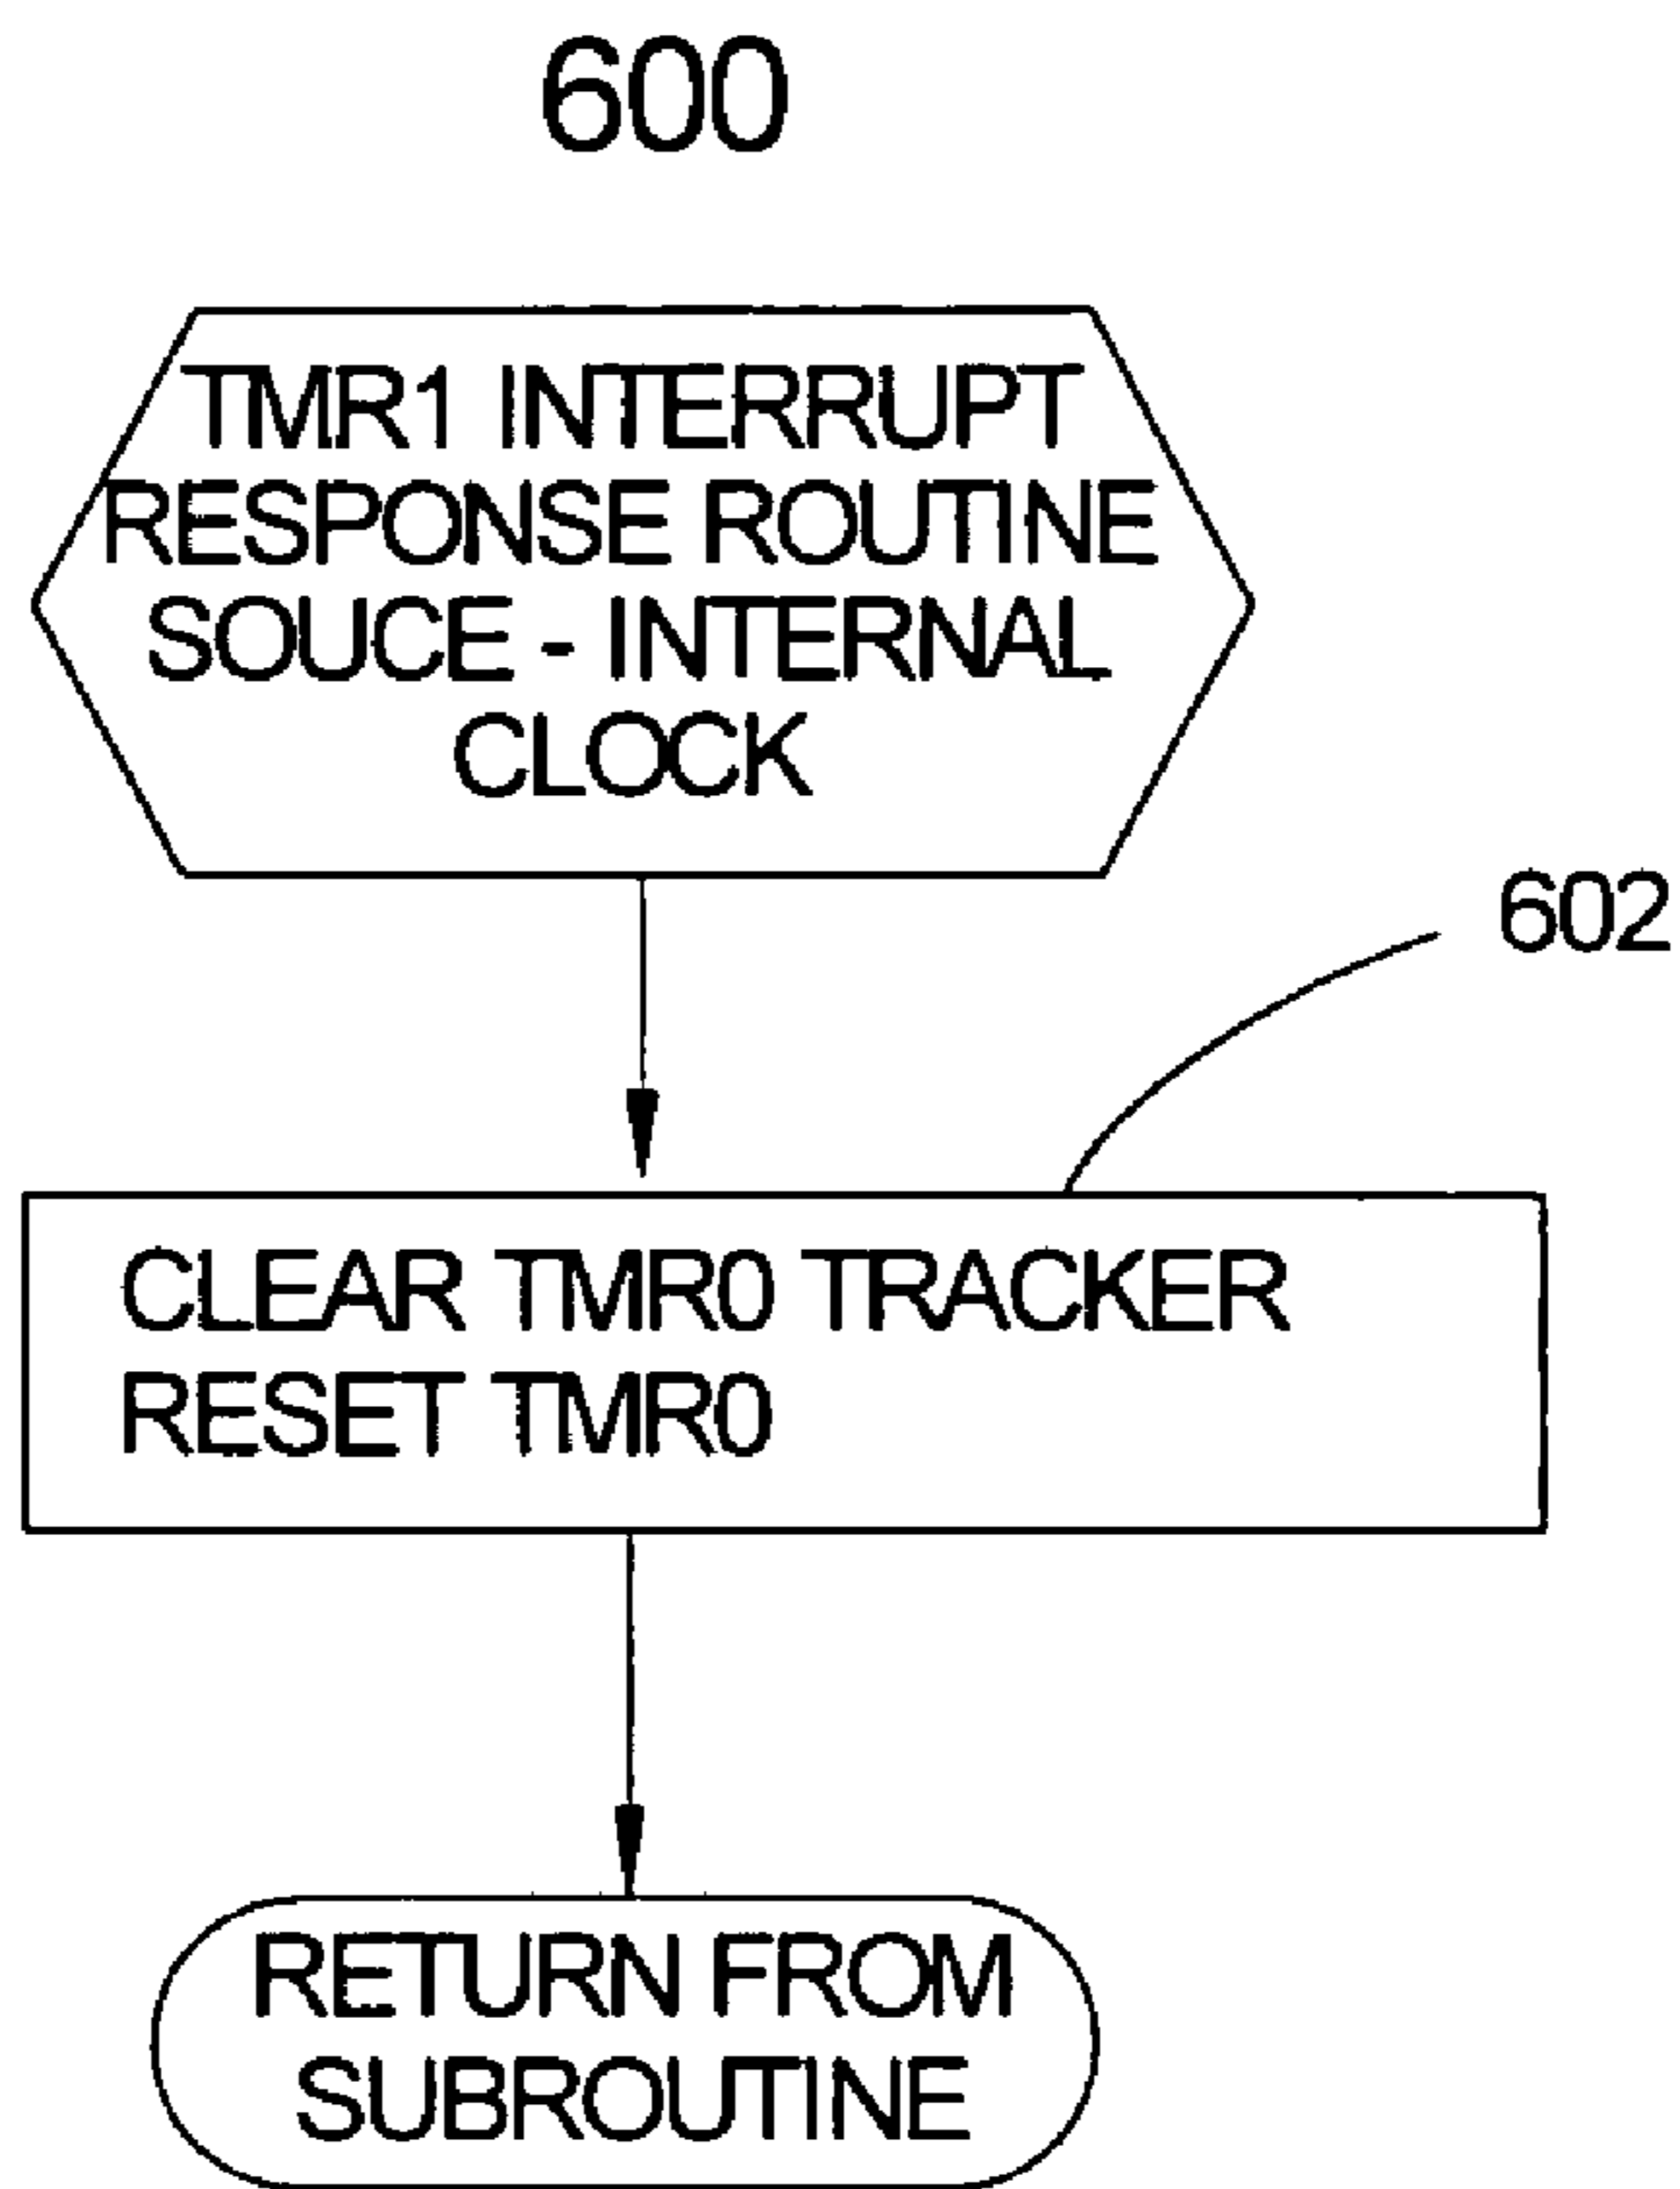 600
TMR1 INTERRUPT
RESPONSE ROUTINE
SOUCE - INTERNAL
CLOCK
602
CLEAR TMR0 TRACKER
RESET TMR0
RETURN FROM
SUBROUTINE